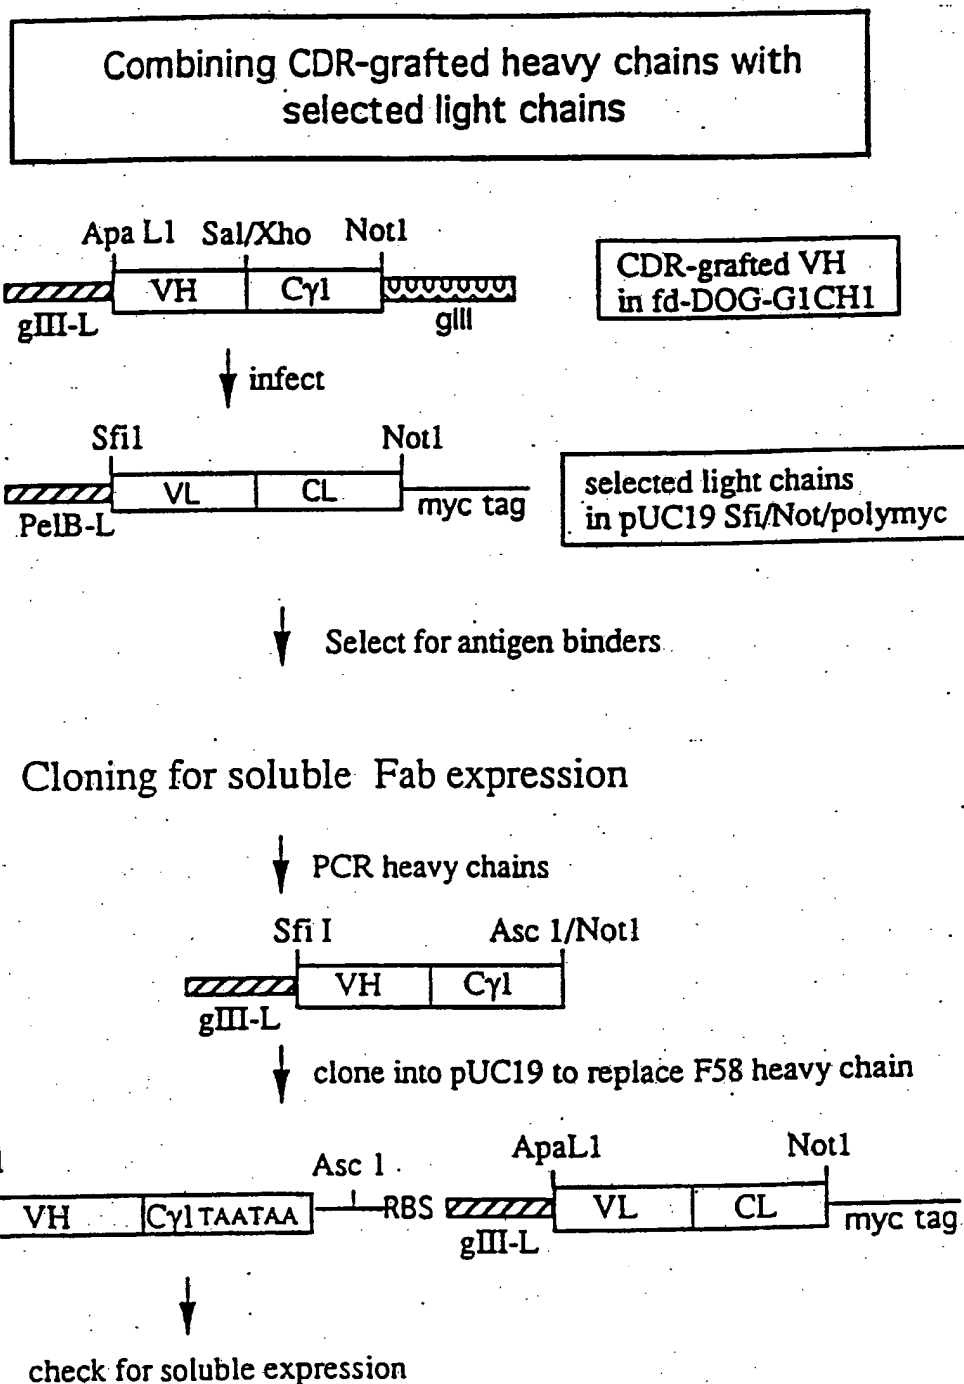 Combining CDR-grafted heavy chains with
selected light chains
Apa L1 Sal/Xho Not1
VH Cγ1
gIII-L gIII
CDR-grafted VH
in fd-DOG-G1CH1
infect
Sfi1 Not1
VL CL
PelB-L myc tag
selected light chains
in pUC19 Sfi/Not/polymyc
Select for antigen binders
Cloning for soluble Fab expression
PCR heavy chains
Sfi I Asc 1/Not1
VH Cγ1
gIII-L
clone into pUC19 to replace F58 heavy chain
Asc 1 ApaL1 Not1
VH Cγ1 TAATAA RBS VL CL
gIII-L myc tag
check for soluble expression